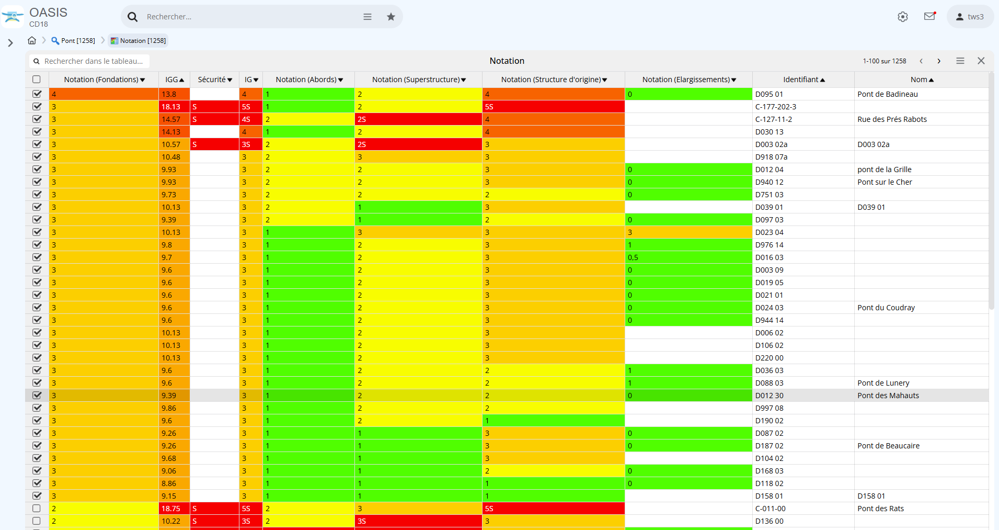 OASIS
CD18
Rechercher...
tws3
Pont [1258] Notation [1258]
Rechercher dans le tableau... Notation 1-100 sur 1258
Notation (Fondations) IGG Sécurité IG Notation (Abords) Notation (Superstructure) Notation (Structure d'origine) Notation (Elargissements) Identifiant Nom
4 13.8 4 1 2 4 0 D095 01 Pont de Badineau
3 18.13 S 5S 1 2 5S C-177-202-3
3 14.57 S 4S 2 2S 4 C-127-11-2 Rue des Prés Rabots
3 14.13 4 1 2 4 D030 13
3 10.57 S 3S 2 2S 3 D003 02a D003 02a
3 10.48 3 2 3 3 D918 07a
3 9.93 3 2 2 3 0 D012 04 pont de la Grille
3 9.93 3 2 2 3 0 D940 12 Pont sur le Cher
3 9.73 3 2 2 2 0 D751 03
3 10.13 3 2 1 3 D039 01 D039 01
3 9.39 3 2 1 2 0 D097 03
3 10.13 3 1 3 3 3 D023 04
3 9.8 3 1 2 3 1 D976 14
3 9.7 3 1 2 3 0,5 D016 03
3 9.6 3 1 2 3 0 D003 09
3 9.6 3 1 2 3 0 D019 05
3 9.6 3 1 2 3 0 D021 01
3 9.6 3 1 2 3 0 D024 03 Pont du Coudray
3 9.6 3 1 2 3 0 D944 14
3 10.13 3 1 2 3 D006 02
3 10.13 3 1 2 3 D106 02
3 10.13 3 1 2 3 D220 00
3 9.6 3 1 2 2 1 D036 03
3 9.6 3 1 2 2 1 D088 03 Pont de Lunery
3 9.39 3 1 2 2 0 D012 30 Pont des Mahauts
3 9.86 3 1 2 2 D997 08
3 9.6 3 1 2 1 D190 02
3 9.26 3 1 1 3 0 D087 02
3 9.26 3 1 1 3 0 D187 02 Pont de Beaucaire
3 9.68 3 1 1 3 D104 02
3 9.06 3 1 1 2 0 D168 03
3 8.86 3 1 1 1 0 D118 02
3 9.15 3 1 1 1 D158 01 D158 01
2 18.75 S 5S 2 3 5S C-011-00 Pont des Rats
2 10.22 S 3S 2 3S 3 D136 00